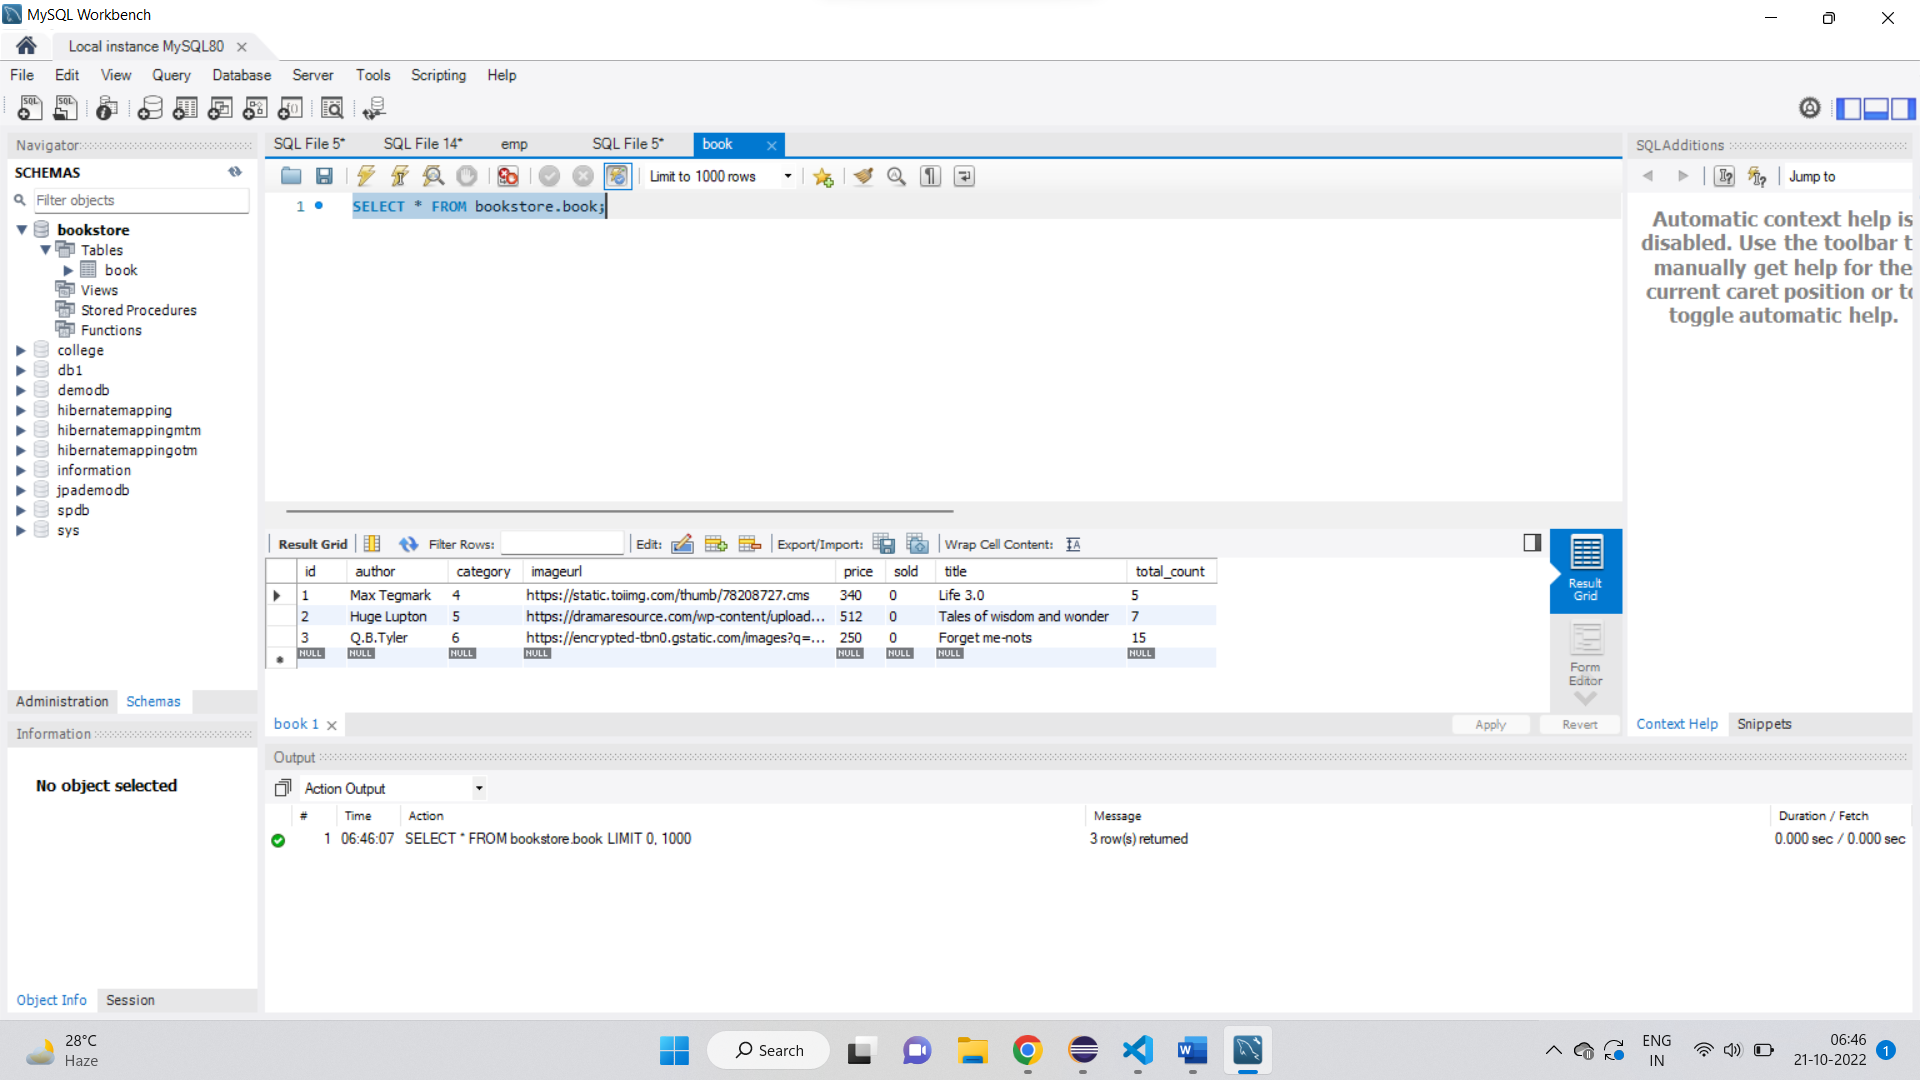 MySQL Workbench
Local instance MySQL80
File Edit View Query Database Server Tools Scripting Help
Navigator
SCHEMAS
Filter objects
bookstore
Tables
book
Views
Stored Procedures
Functions
college
db1
demodb
hibernatemapping
hibernatemappingmtm
hibernatemappingotm
information
jpademodb
spdb
sys
Administration Schemas
Information
No object selected
Object Info Session
SQL File 5* SQL File 14* emp SQL File 5* book
Limit to 1000 rows
1 SELECT * FROM bookstore.book;
Result Grid Filter Rows: Edit: Export/Import: Wrap Cell Content:
id author category imageurl price sold title total_count
1 Max Tegmark 4 https://static.toiimg.com/thumb/78208727.cms 340 0 Life 3.0 5
2 Huge Lupton 5 https://dramaresource.com/wp-content/upload... 512 0 Tales of wisdom and wonder 7
3 Q.B.Tyler 6 https://encrypted-tbn0.gstatic.com/images?q=... 250 0 Forget me-nots 15
NULL NULL NULL NULL NULL NULL NULL NULL
Result
Grid
Form
Editor
book 1 Apply Revert
SQLAdditions
Jump to
Automatic context help is
disabled. Use the toolbar t
manually get help for the
current caret position or to
toggle automatic help.
Context Help Snippets
Output
Action Output
# Time Action Message Duration / Fetch
1 06:46:07 SELECT * FROM bookstore.book LIMIT 0, 1000 3 row(s) returned 0.000 sec / 0.000 sec
28°C
Haze
Search
ENG
IN
06:46
21-10-2022
1